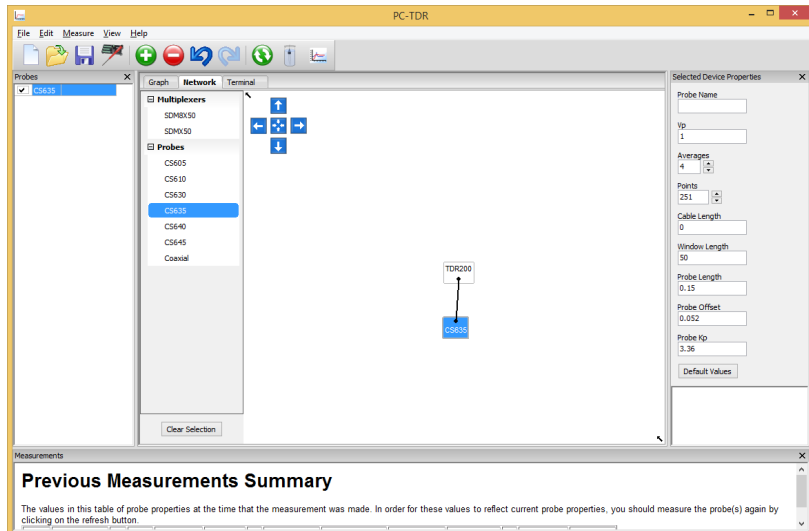 PC-TDR
File Edit Measure View Help
Probes
CS635
Graph Network Terminal
Multiplexers
SDM8X50
SDMX50
Probes
CS605
CS610
CS630
CS635
CS640
CS645
Coaxial
Clear Selection
TDR200
CS635
Selected Device Properties
Probe Name
Vp
1
Averages
4
Points
251
Cable Length
0
Window Length
50
Probe Length
0.15
Probe Offset
0.052
Probe Kp
3.36
Default Values
Measurements
Previous Measurements Summary
The values in this table of probe properties at the time that the measurement was made. In order for these values to reflect current probe properties, you should measure the probe(s) again by
clicking on the refresh button.